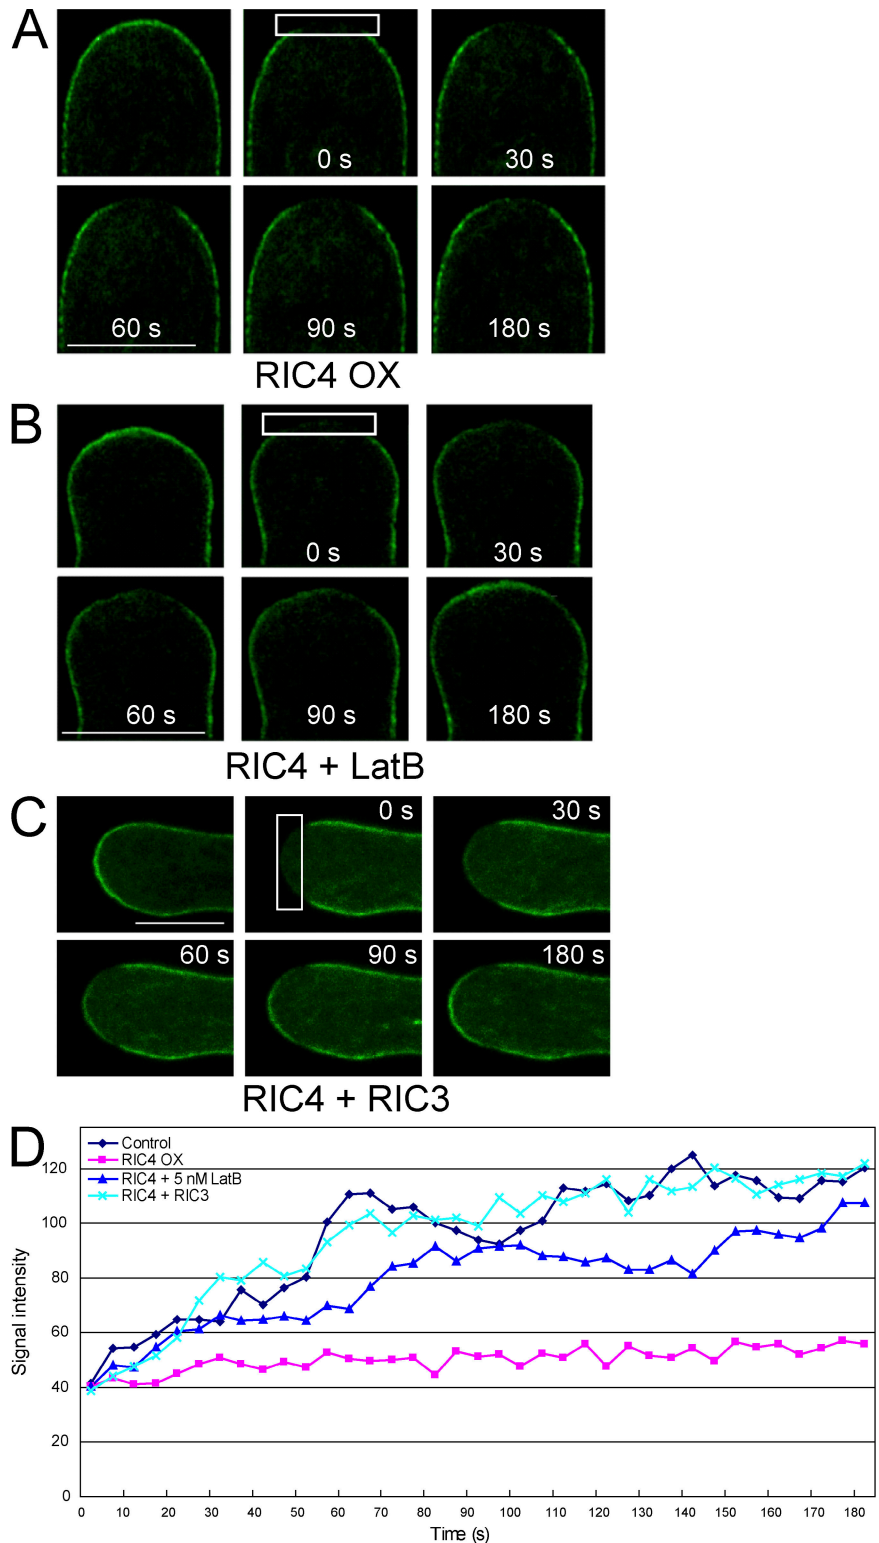 A
0 s
30 s
60 s
90 s
180 s
RIC4 OX
B
0 s
30 s
60 s
90 s
180 s
RIC4 + LatB
C
0 s
30 s
60 s
90 s
180 s
RIC4 + RIC3
D
Control
RIC4 OX
RIC4 + 5 nM LatB
RIC4 + RIC3
120
100
80
60
40
20
0
Signal intensity
0 10 20 30 40 50 60 70 80 90 100 110 120 130 140 150 160 170 180
Time (s)